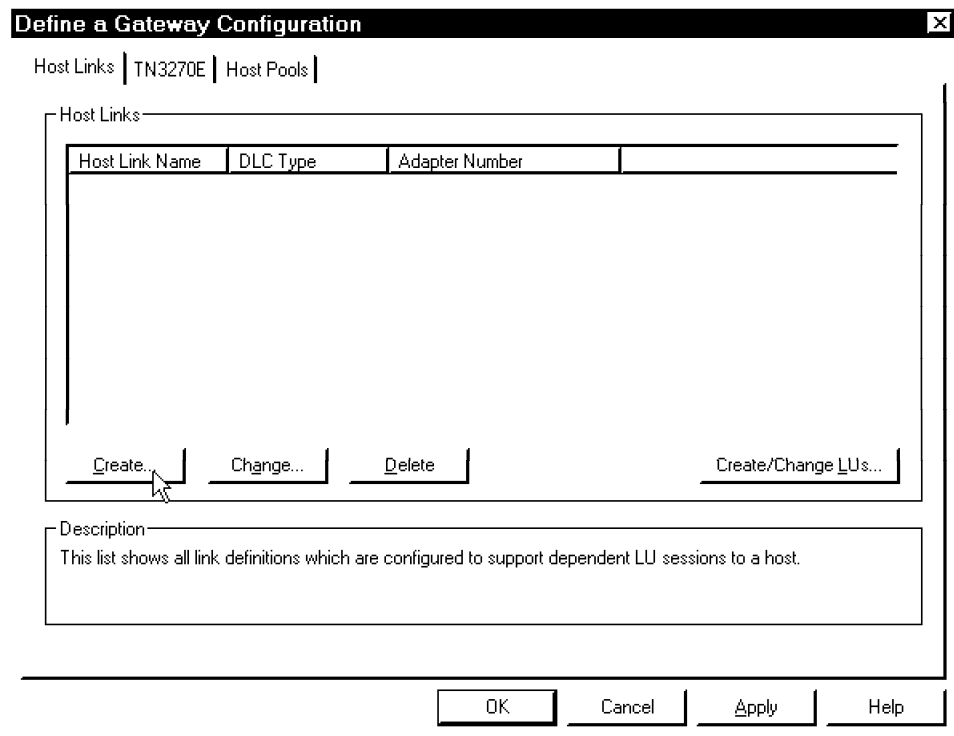 Define a Gateway Configuration
Host Links TN3270E Host Pools
Host Links
Host Link Name DLC Type Adapter Number
Create... Change... Delete Create/Change LUs...
Description
This list shows all link definitions which are configured to support dependent LU sessions to a host.
OK Cancel Apply Help